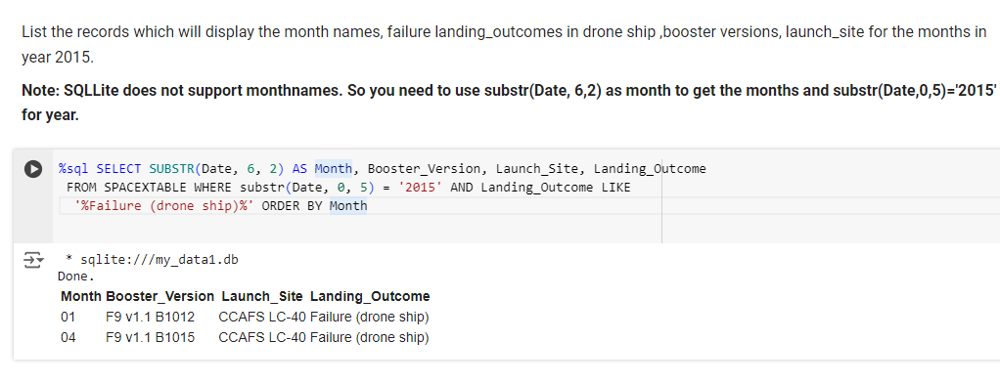 List the records which will display the month names, failure landing_outcomes in drone ship ,booster versions, launch_site for the months in
year 2015.
Note: SQLLite does not support monthnames. So you need to use substr(Date, 6,2) as month to get the months and substr(Date,0,5)='2015'
for year.
%sql SELECT SUBSTR(Date, 6, 2) AS Month, Booster_Version, Launch_Site, Landing_Outcome
FROM SPACEXTABLE WHERE substr(Date, 0, 5) = '2015' AND Landing_Outcome LIKE
'%Failure (drone ship)%' ORDER BY Month
* sqlite:///my_data1.db
Done.
Month Booster_Version Launch_Site Landing_Outcome
01 F9 v1.1 B1012 CCAFS LC-40 Failure (drone ship)
04 F9 v1.1 B1015 CCAFS LC-40 Failure (drone ship)